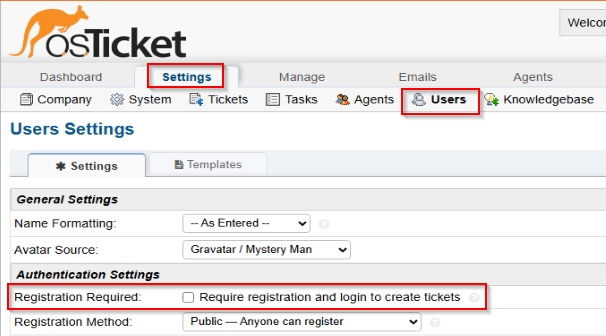 osTicket
Welcom
Dashboard Settings Manage Emails Agents
Company System Tickets Tasks Agents Users Knowledgebase
Users Settings
Settings Templates
General Settings
Name Formatting: -- As Entered --
Avatar Source: Gravatar / Mystery Man
Authentication Settings
Registration Required: Require registration and login to create tickets
Registration Method: Public — Anyone can register